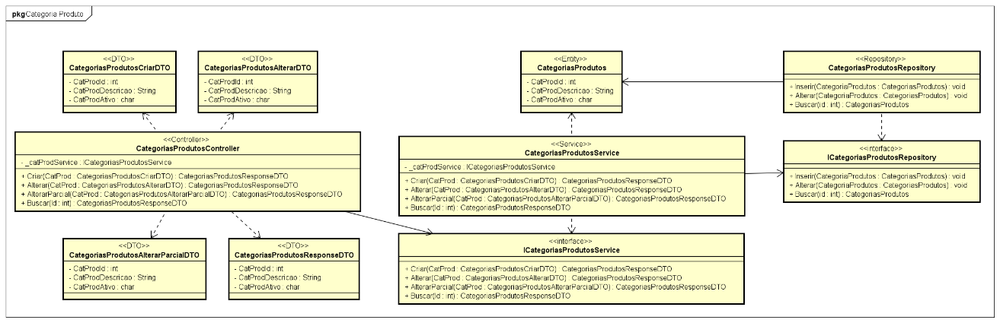 pkg Categoria Produto
<<DTO>>
CategoriasProdutosCriarDTO
- CatProdId : int
- CatProdDescricao : String
- CatProdAtivo : char
<<DTO>>
CategoriasProdutosAlterarDTO
- CatProdId : int
- CatProdDescricao : String
- CatProdAtivo : char
<<Entity>>
CategoriasProdutos
- CatProdId : int
- CatProdDescricao : String
- CatProdAtivo : char
<<Repository>>
CategoriasProdutosRepository
+ Inserir(CategoriaProdutos : CategoriasProdutos) : void
+ Alterar(CategoriaProdutos : CategoriasProdutos) : void
+ Buscar(id : int) : CategoriasProdutos
<<Controller>>
CategoriasProdutosController
- _catProdService : ICategoriasProdutosService
+ Criar(CatProd : CategoriasProdutosCriarDTO) : CategoriasProdutosResponseDTO
+ Alterar(CatProd : CategoriasProdutosAlterarDTO) : CategoriasProdutosResponseDTO
+ AlterarParcial(CatProd : CategoriasProdutosAlterarParcialDTO) : CategoriasProdutosResponseDTO
+ Buscar(Id : int) : CategoriasProdutosResponseDTO
<<Service>>
CategoriasProdutosService
- _catProdService : ICategoriasProdutosService
+ Criar(CatProd : CategoriasProdutosCriarDTO) : CategoriasProdutosResponseDTO
+ Alterar(CatProd : CategoriasProdutosAlterarDTO) : CategoriasProdutosResponseDTO
+ AlterarParcial(CatProd : CategoriasProdutosAlterarParcialDTO) : CategoriasProdutosResponseDTO
+ Buscar(Id : int) : CategoriasProdutosResponseDTO
<<interface>>
ICategoriasProdutosRepository
+ Inserir(CategoriaProdutos : CategoriasProdutos) : void
+ Alterar(CategoriaProdutos : CategoriasProdutos) : void
+ Buscar(id : int) : CategoriasProdutos
<<DTO>>
CategoriasProdutosAlterarParcialDTO
- CatProdId : int
- CatProdDescricao : String
- CatProdAtivo : char
<<DTO>>
CategoriasProdutosResponseDTO
- CatProdId : int
- CatProdDescricao : String
- CatProdAtivo : char
<<interface>>
ICategoriasProdutosService
+ Criar(CatProd : CategoriasProdutosCriarDTO) : CategoriasProdutosResponseDTO
+ Alterar(CatProd : CategoriasProdutosAlterarDTO) : CategoriasProdutosResponseDTO
+ AlterarParcial(CatProd : CategoriasProdutosAlterarParcialDTO) : CategoriasProdutosResponseDTO
+ Buscar(Id : int) : CategoriasProdutosResponseDTO